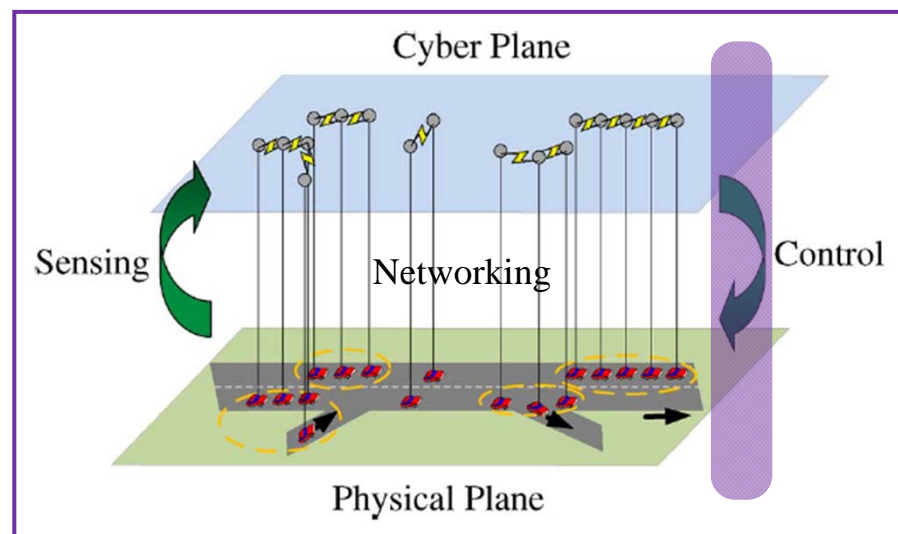 Cyber Plane
Sensing
Networking
Control
Physical Plane